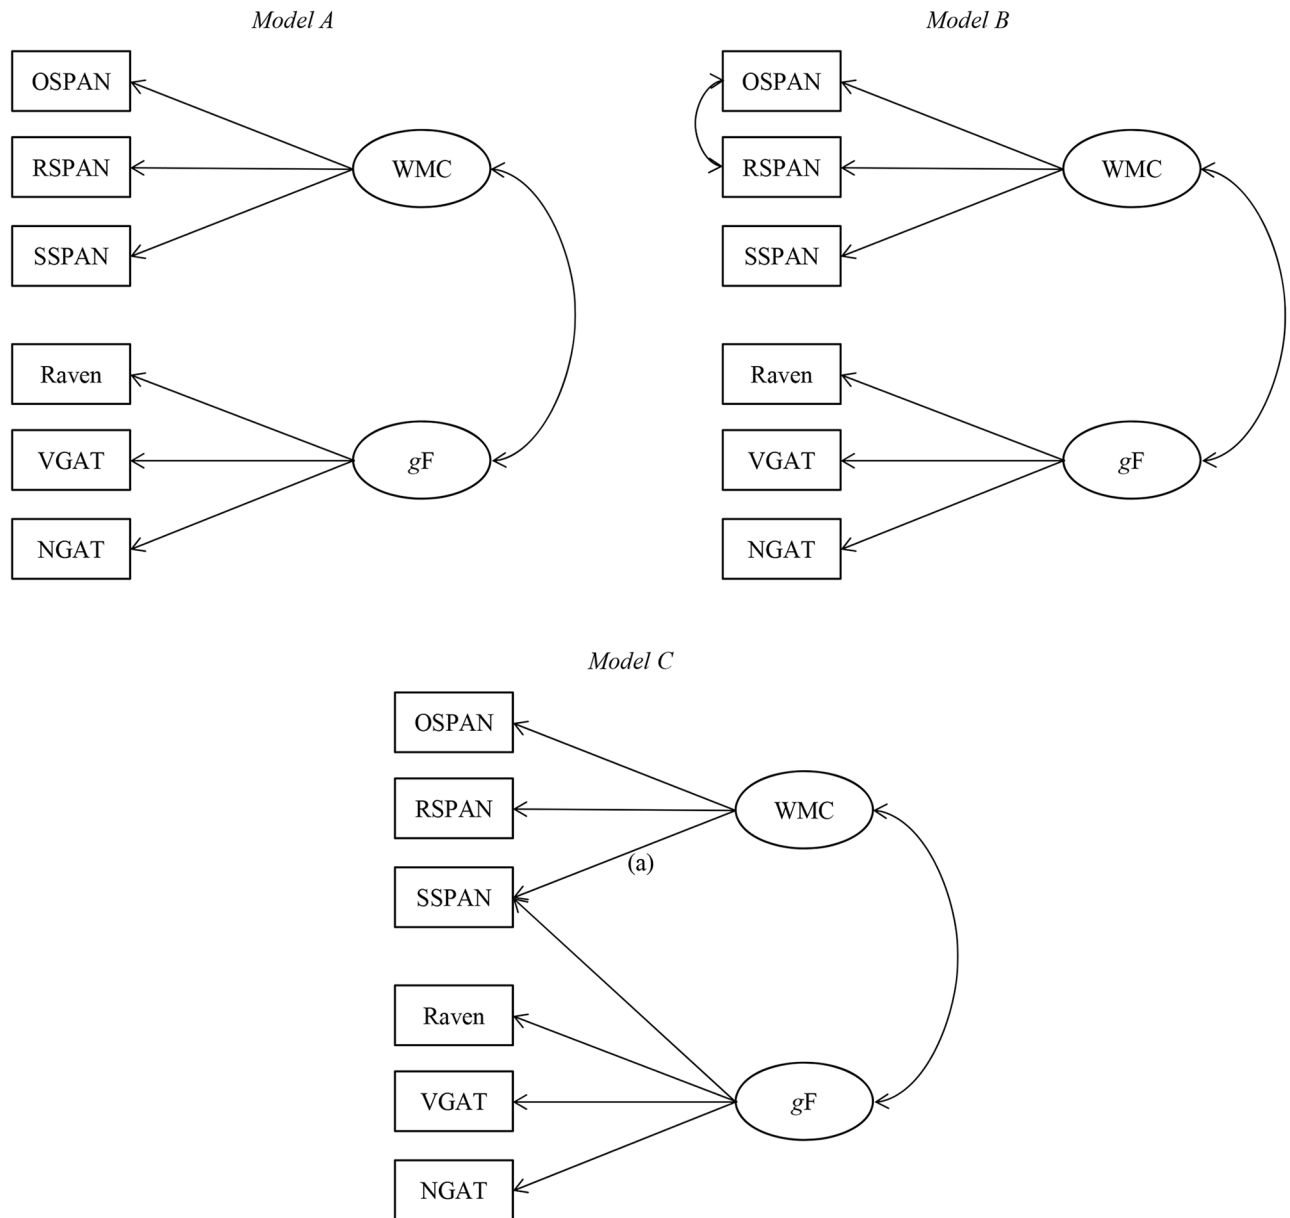 Model A
OSPAN
RSPAN
SSPAN
WMC
Raven
VGAT
NGAT
gF
Model B
OSPAN
RSPAN
SSPAN
WMC
Raven
VGAT
NGAT
gF
Model C
OSPAN
RSPAN
SSPAN
WMC
(a)
Raven
VGAT
NGAT
gF